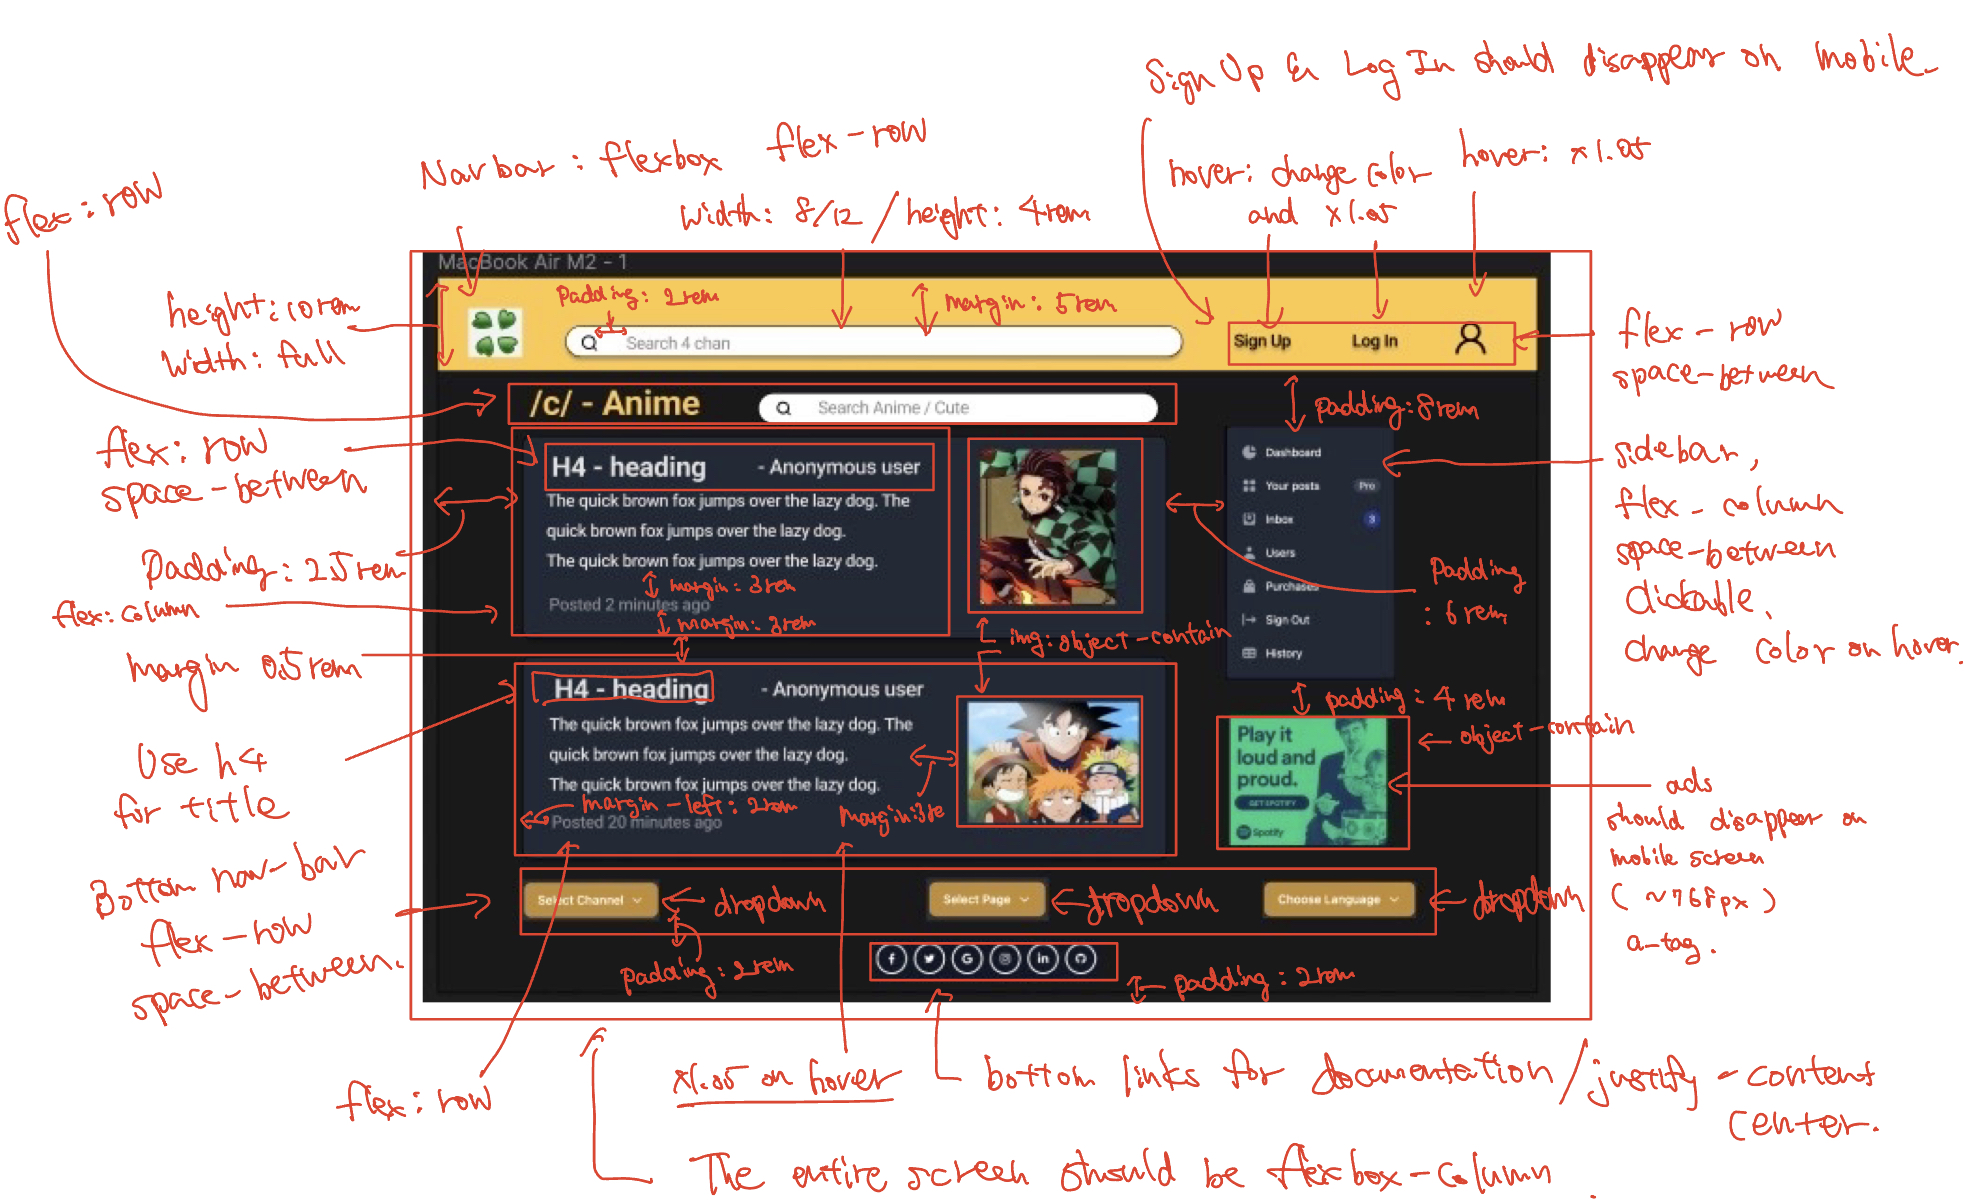 Sign Up & Log In should disappear on mobile.
Navbar : flexbox flex-row
hover: change color
and x1.05
hover: x1.05
flex: row
width: 8/12 / height: 4rem
MacBook Air M2 - 1
height: 10rem
width: full
Padding: 2rem
margin: 5rem
Search 4 chan
Sign Up
Log In
flex-row
space-between
/c/ - Anime
Search Anime / Cute
padding: 8rem
flex: row
space-between
H4 - heading
- Anonymous user
The quick brown fox jumps over the lazy dog. The
quick brown fox jumps over the lazy dog.
The quick brown fox jumps over the lazy dog.
margin: 3rem
Posted 2 minutes ago
margin: 3rem
Dashboard
Your posts
Pro
Inbox
3
Users
Purchases
Sign Out
History
sidebar,
flex-column
space-between
clickable,
change color on hover.
Padding: 2.5rem
flex: column
margin 0.5rem
Padding
: 6rem
img: object-contain
H4 - heading
- Anonymous user
The quick brown fox jumps over the lazy dog. The
quick brown fox jumps over the lazy dog.
The quick brown fox jumps over the lazy dog.
margin-left: 2rem
Posted 20 minutes ago
margin:3re
padding: 4rem
object-contain
Play it
loud and
proud.
GET SPOTIFY
Spotify
Use h4
for title
ads
should disappear on
mobile screen
( ~768px )
a-tag.
Bottom nav-bar
flex-row
space-between.
Select Channel
dropdown
Select Page
dropdown
Choose Language
dropdown
padding: 2rem
f
G
in
padding: 2rem
flex: row
x1.05 on hover
bottom links for documentation / justify-content
center.
The entire screen should be flexbox-column.